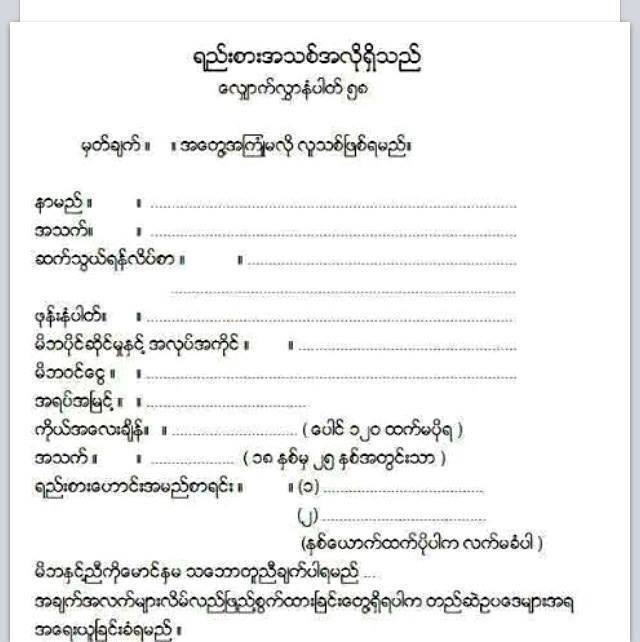 ရည်းစားအသစ်အလိုရှိသည်
လျှောက်လွှာနံပါတ် ၅၈
မှတ်ချက် ။ ။ အတွေ့အကြုံမလို လူသစ်ဖြစ်ရမည်။
နာမည် ။ ။ ........................
အသက်။ ။ ........................
ဆက်သွယ်ရန်လိပ်စာ ။ ။ ........................
........................
ဖုန်းနံပါတ်။ ။ ........................
မိဘပိုင်ဆိုင်မှုနှင့် အလုပ်အကိုင် ။ ။ ........................
မိဘဝင်ငွေ ။ ။ ........................
အရပ်အမြင့် ။ ။ ........................
ကိုယ်အလေးချိန်။ ။ ........................ ( ပေါင် ၁၂၀ ထက်မပိုရ )
အသက် ။ ။ ........................ ( ၁၈ နှစ်မှ ၂၅ နှစ်အတွင်းသာ )
ရည်းစားဟောင်းအမည်စာရင်း ။ ။ (၁) ........................
(၂) ........................
(နှစ်ယောက်ထက်ပိုပါက လက်မခံပါ )
မိဘနှင့်ညီကိုမောင်နမ သဘောတူညီချက်ပါရမည် ...
အချက်အလက်များလိမ်လည်ဖြည့်စွက်ထားခြင်းတွေ့ရှိရပါက တည်ဆဲဥပဒေများအရ
အရေးယူခြင်းခံရမည် ။